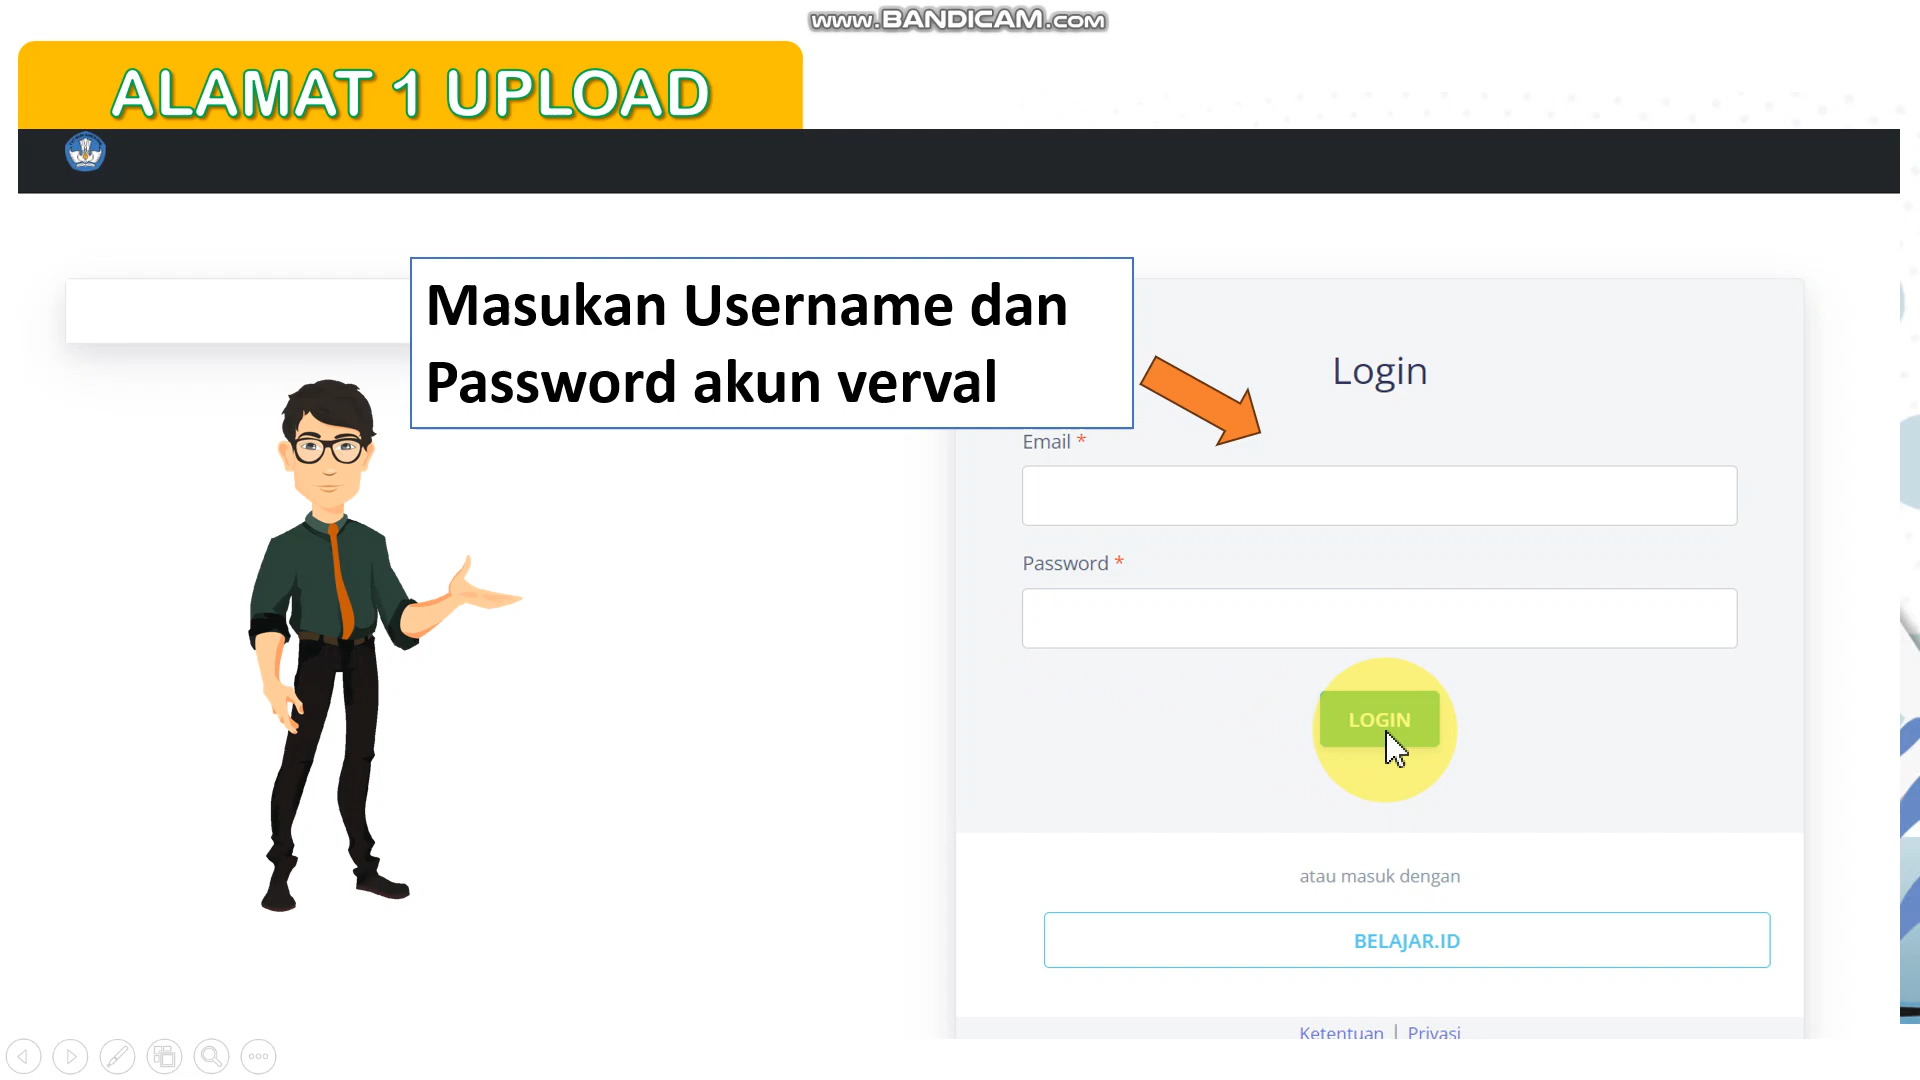 www.BANDICAM.com
ALAMAT 1 UPLOAD
Masukan Username dan
Password akun verval
Login
Email *
Password *
LOGIN
atau masuk dengan
BELAJAR.ID
Ketentuan | Privasi